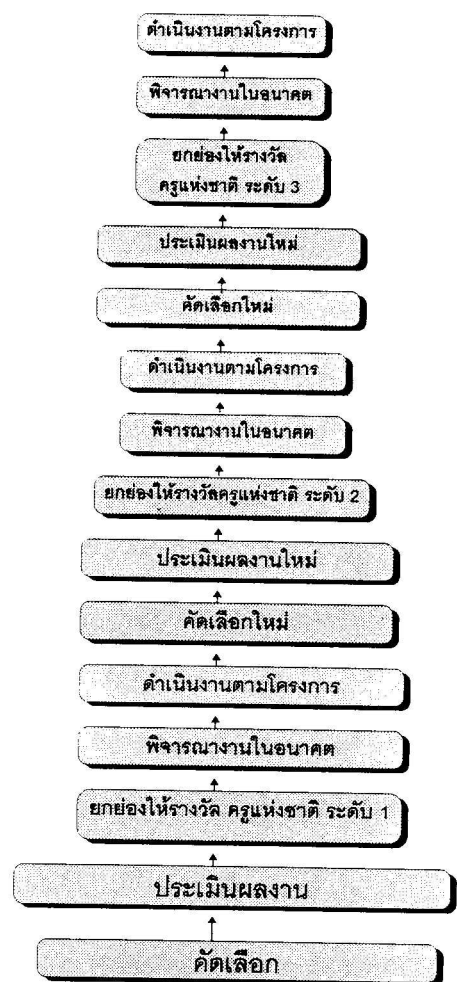 ดำเนินงานตามโครงการ
พิจารณางานในอนาคต
ยกย่องให้รางวัล
ครูแห่งชาติ ระดับ 3
ประเมินผลงานใหม่
คัดเลือกใหม่
ดำเนินงานตามโครงการ
พิจารณางานในอนาคต
ยกย่องให้รางวัลครูแห่งชาติ ระดับ 2
ประเมินผลงานใหม่
คัดเลือกใหม่
ดำเนินงานตามโครงการ
พิจารณางานในอนาคต
ยกย่องให้รางวัล ครูแห่งชาติ ระดับ 1
ประเมินผลงาน
คัดเลือก